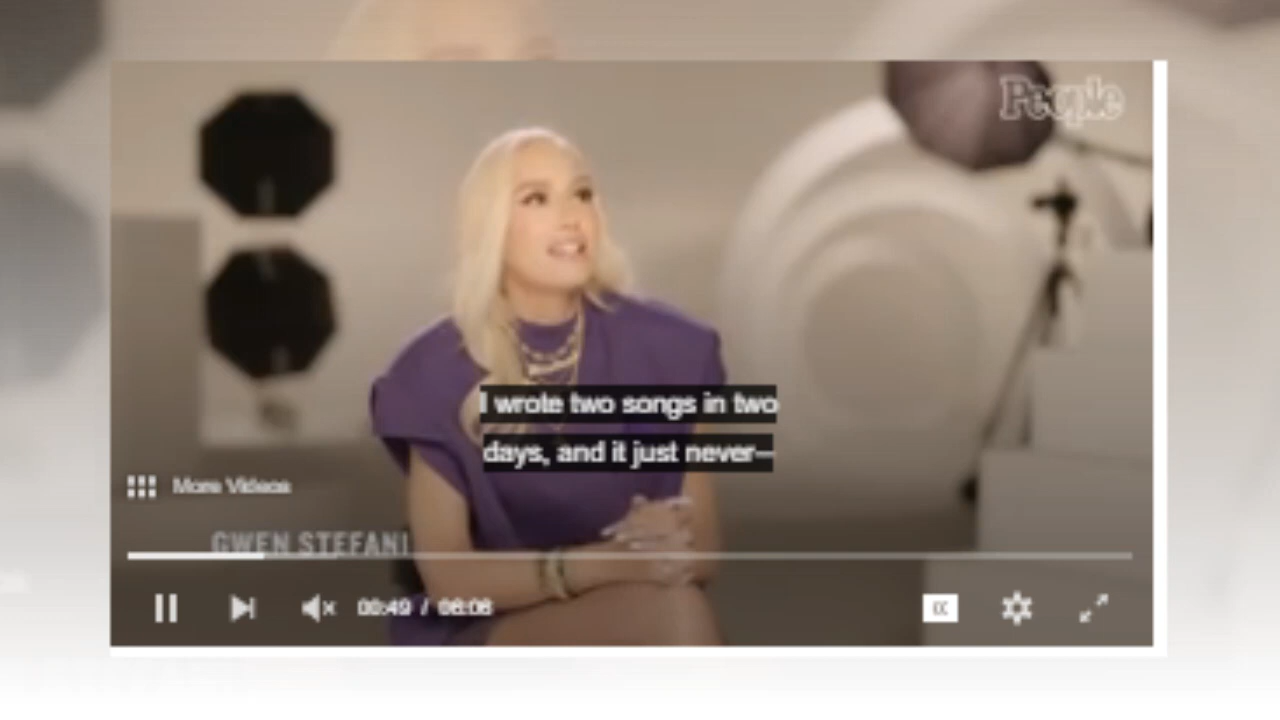 People
I wrote two songs in two
days, and it just never–
More Videos
GWEN STEFANI
00:49 / 06:06
CC